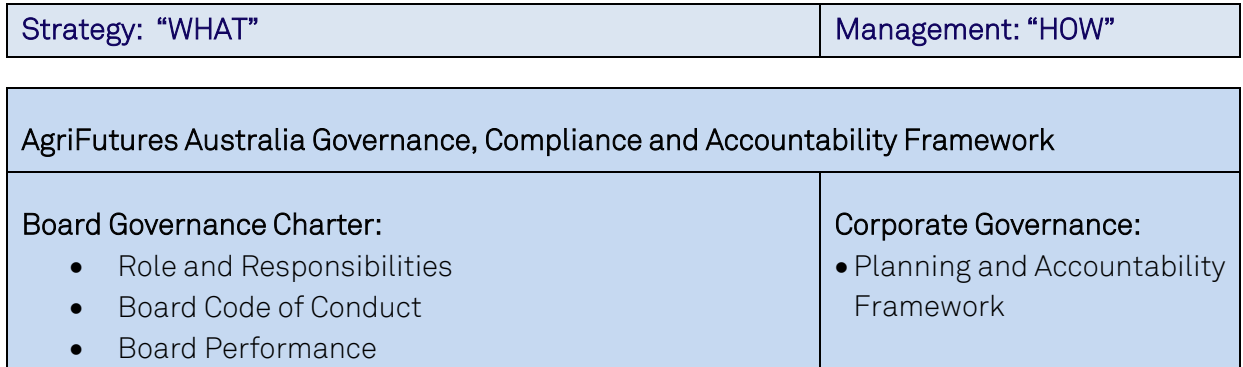 Strategy:  “WHAT”
Management: “HOW”
AgriFutures Australia Governance, Compliance and Accountability Framework
Board Governance Charter:
• Role and Responsibilities
• Board Code of Conduct
• Board Performance
Corporate Governance:
• Planning and Accountability
Framework